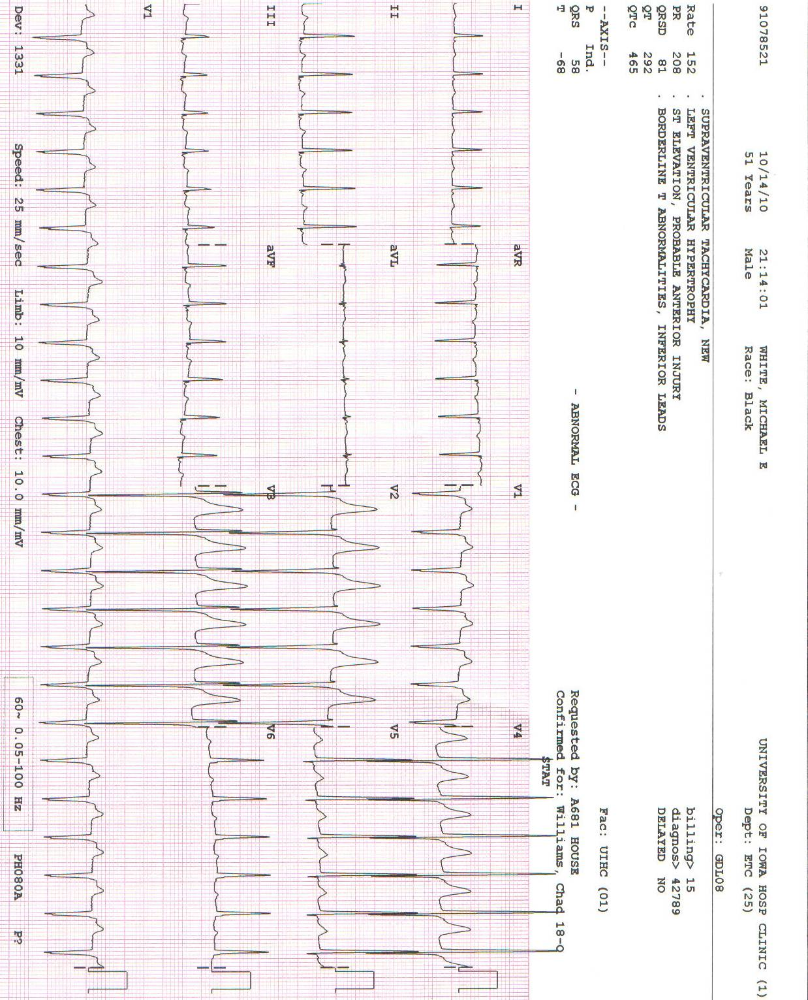 91078521 10/14/10 21:14:01 WHITE, MICHAEL E UNIVERSITY OF IOWA HOSP CLINIC (1)
51 Years Male Race: Black Dept: ETC (25)
Oper: GDL08
. SUPRAVENTRICULAR TACHYCARDIA, NEW
Rate 152 . LEFT VENTRICULAR HYPERTROPHY billing> 15
PR 208 . ST ELEVATION, PROBABLE ANTERIOR INJURY diagnos> 42789
QRSD 81 . BORDERLINE T ABNORMALITIES, INFERIOR LEADS DELAYED NO
QT 292
QTc 465
--AXIS-- Fac: UIHC (01)
P Ind.
QRS 58 - ABNORMAL ECG - Requested by: A681 HOUSE
T -68 Confirmed for: Williams, Chad 18-O
STAT
I aVR V1 V4
II aVL V2 V5
III aVF V3 V6
V1
Dev: 1331 Speed: 25 mm/sec Limb: 10 mm/mV Chest: 10.0 mm/mV 60~ 0.05-100 Hz PH080A P?